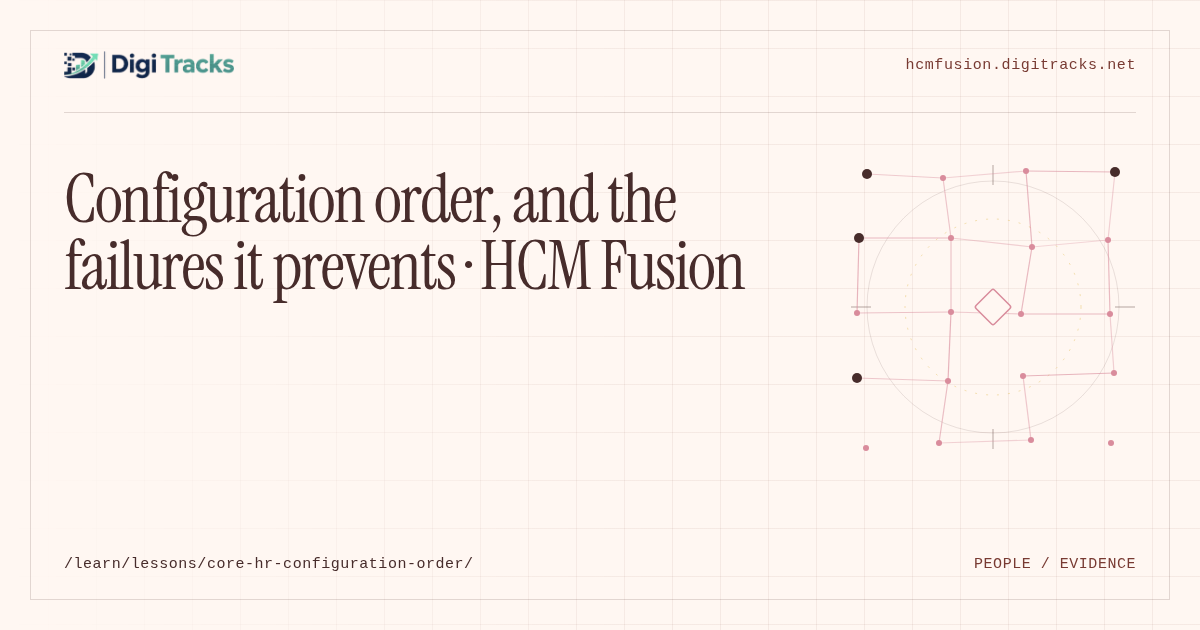 Digi Tracks
hcmfusion.digitracks.net
Configuration order, and the
failures it prevents · HCM Fusion
/learn/lessons/core-hr-configuration-order/
PEOPLE / EVIDENCE